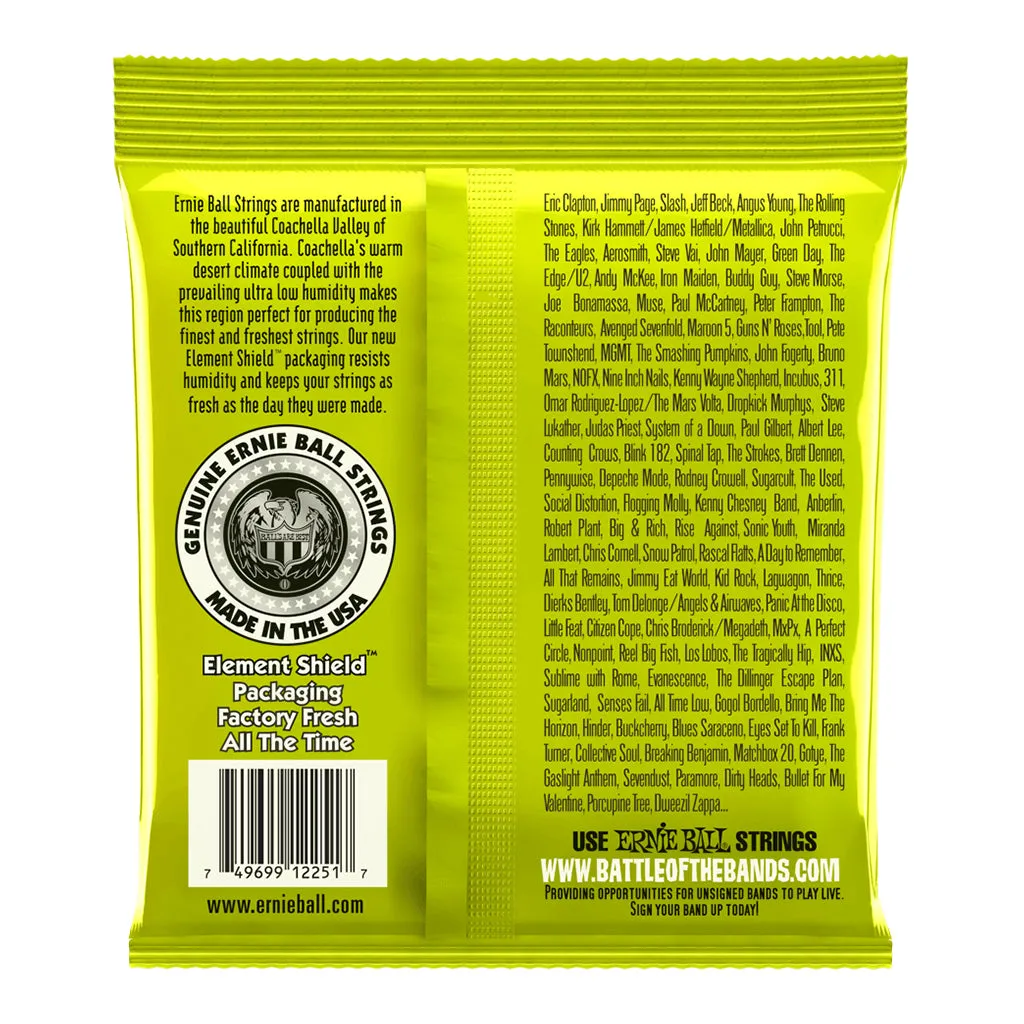 Ernie Ball Strings are manufactured in
the beautiful Coachella Valley of
Southern California. Coachella's warm
desert climate coupled with the
prevailing ultra low humidity makes
this region perfect for producing the
finest and freshest strings. Our new
Element Shield™ packaging resists
humidity and keeps your strings as
fresh as the day they were made.
GENUINE ERNIE BALL STRINGS
MADE IN THE USA
Element Shield™
Packaging
Factory Fresh
All The Time
7 49699 12251 7
www.ernieball.com
Eric Clapton, Jimmy Page, Slash, Jeff Beck, Angus Young, The Rolling
Stones, Kirk Hammett/James Hetfield/Metallica, John Petrucci,
The Eagles, Aerosmith, Steve Vai, John Mayer, Green Day, The
Edge/U2, Andy McKee, Iron Maiden, Buddy Guy, Steve Morse,
Joe Bonamassa, Muse, Paul McCartney, Peter Frampton, The
Raconteurs, Avenged Sevenfold, Maroon 5, Guns N' Roses, Tool, Pete
Townshend, MGMT, The Smashing Pumpkins, John Fogerty, Bruno
Mars, NOFX, Nine Inch Nails, Kenny Wayne Shepherd, Incubus, 311,
Omar Rodriguez-Lopez/The Mars Volta, Dropkick Murphys, Steve
Lukather, Judas Priest, System of a Down, Paul Gilbert, Albert Lee,
Counting Crows, Blink 182, Spinal Tap, The Strokes, Brett Dennen,
Pennywise, Depeche Mode, Rodney Crowell, Sugarcult, The Used,
Social Distortion, Flogging Molly, Kenny Chesney Band, Anberlin,
Robert Plant, Big & Rich, Rise Against, Sonic Youth, Miranda
Lambert, Chris Cornell, Snow Patrol, Rascal Flatts, A Day to Remember,
All That Remains, Jimmy Eat World, Kid Rock, Lagwagon, Thrice,
Dierks Bentley, Tom Delonge/Angels & Airwaves, Panic At the Disco,
Little Feat, Citizen Cope, Chris Broderick/Megadeth, MxPx, A Perfect
Circle, Nonpoint, Reel Big Fish, Los Lobos, The Tragically Hip, INXS,
Sublime with Rome, Evanescence, The Dillinger Escape Plan,
Sugarland, Senses Fail, All Time Low, Gogol Bordello, Bring Me The
Horizon, Hinder, Buckcherry, Blues Saraceno, Eyes Set To Kill, Frank
Turner, Collective Soul, Breaking Benjamin, Matchbox 20, Gotye, The
Gaslight Anthem, Sevendust, Paramore, Dirty Heads, Bullet For My
Valentine, Porcupine Tree, Dweezil Zappa...
USE ERNIE BALL® STRINGS
WWW.BATTLEOFTHEBANDS.COM
PROVIDING OPPORTUNITIES FOR UNSIGNED BANDS TO PLAY LIVE.
SIGN YOUR BAND UP TODAY!